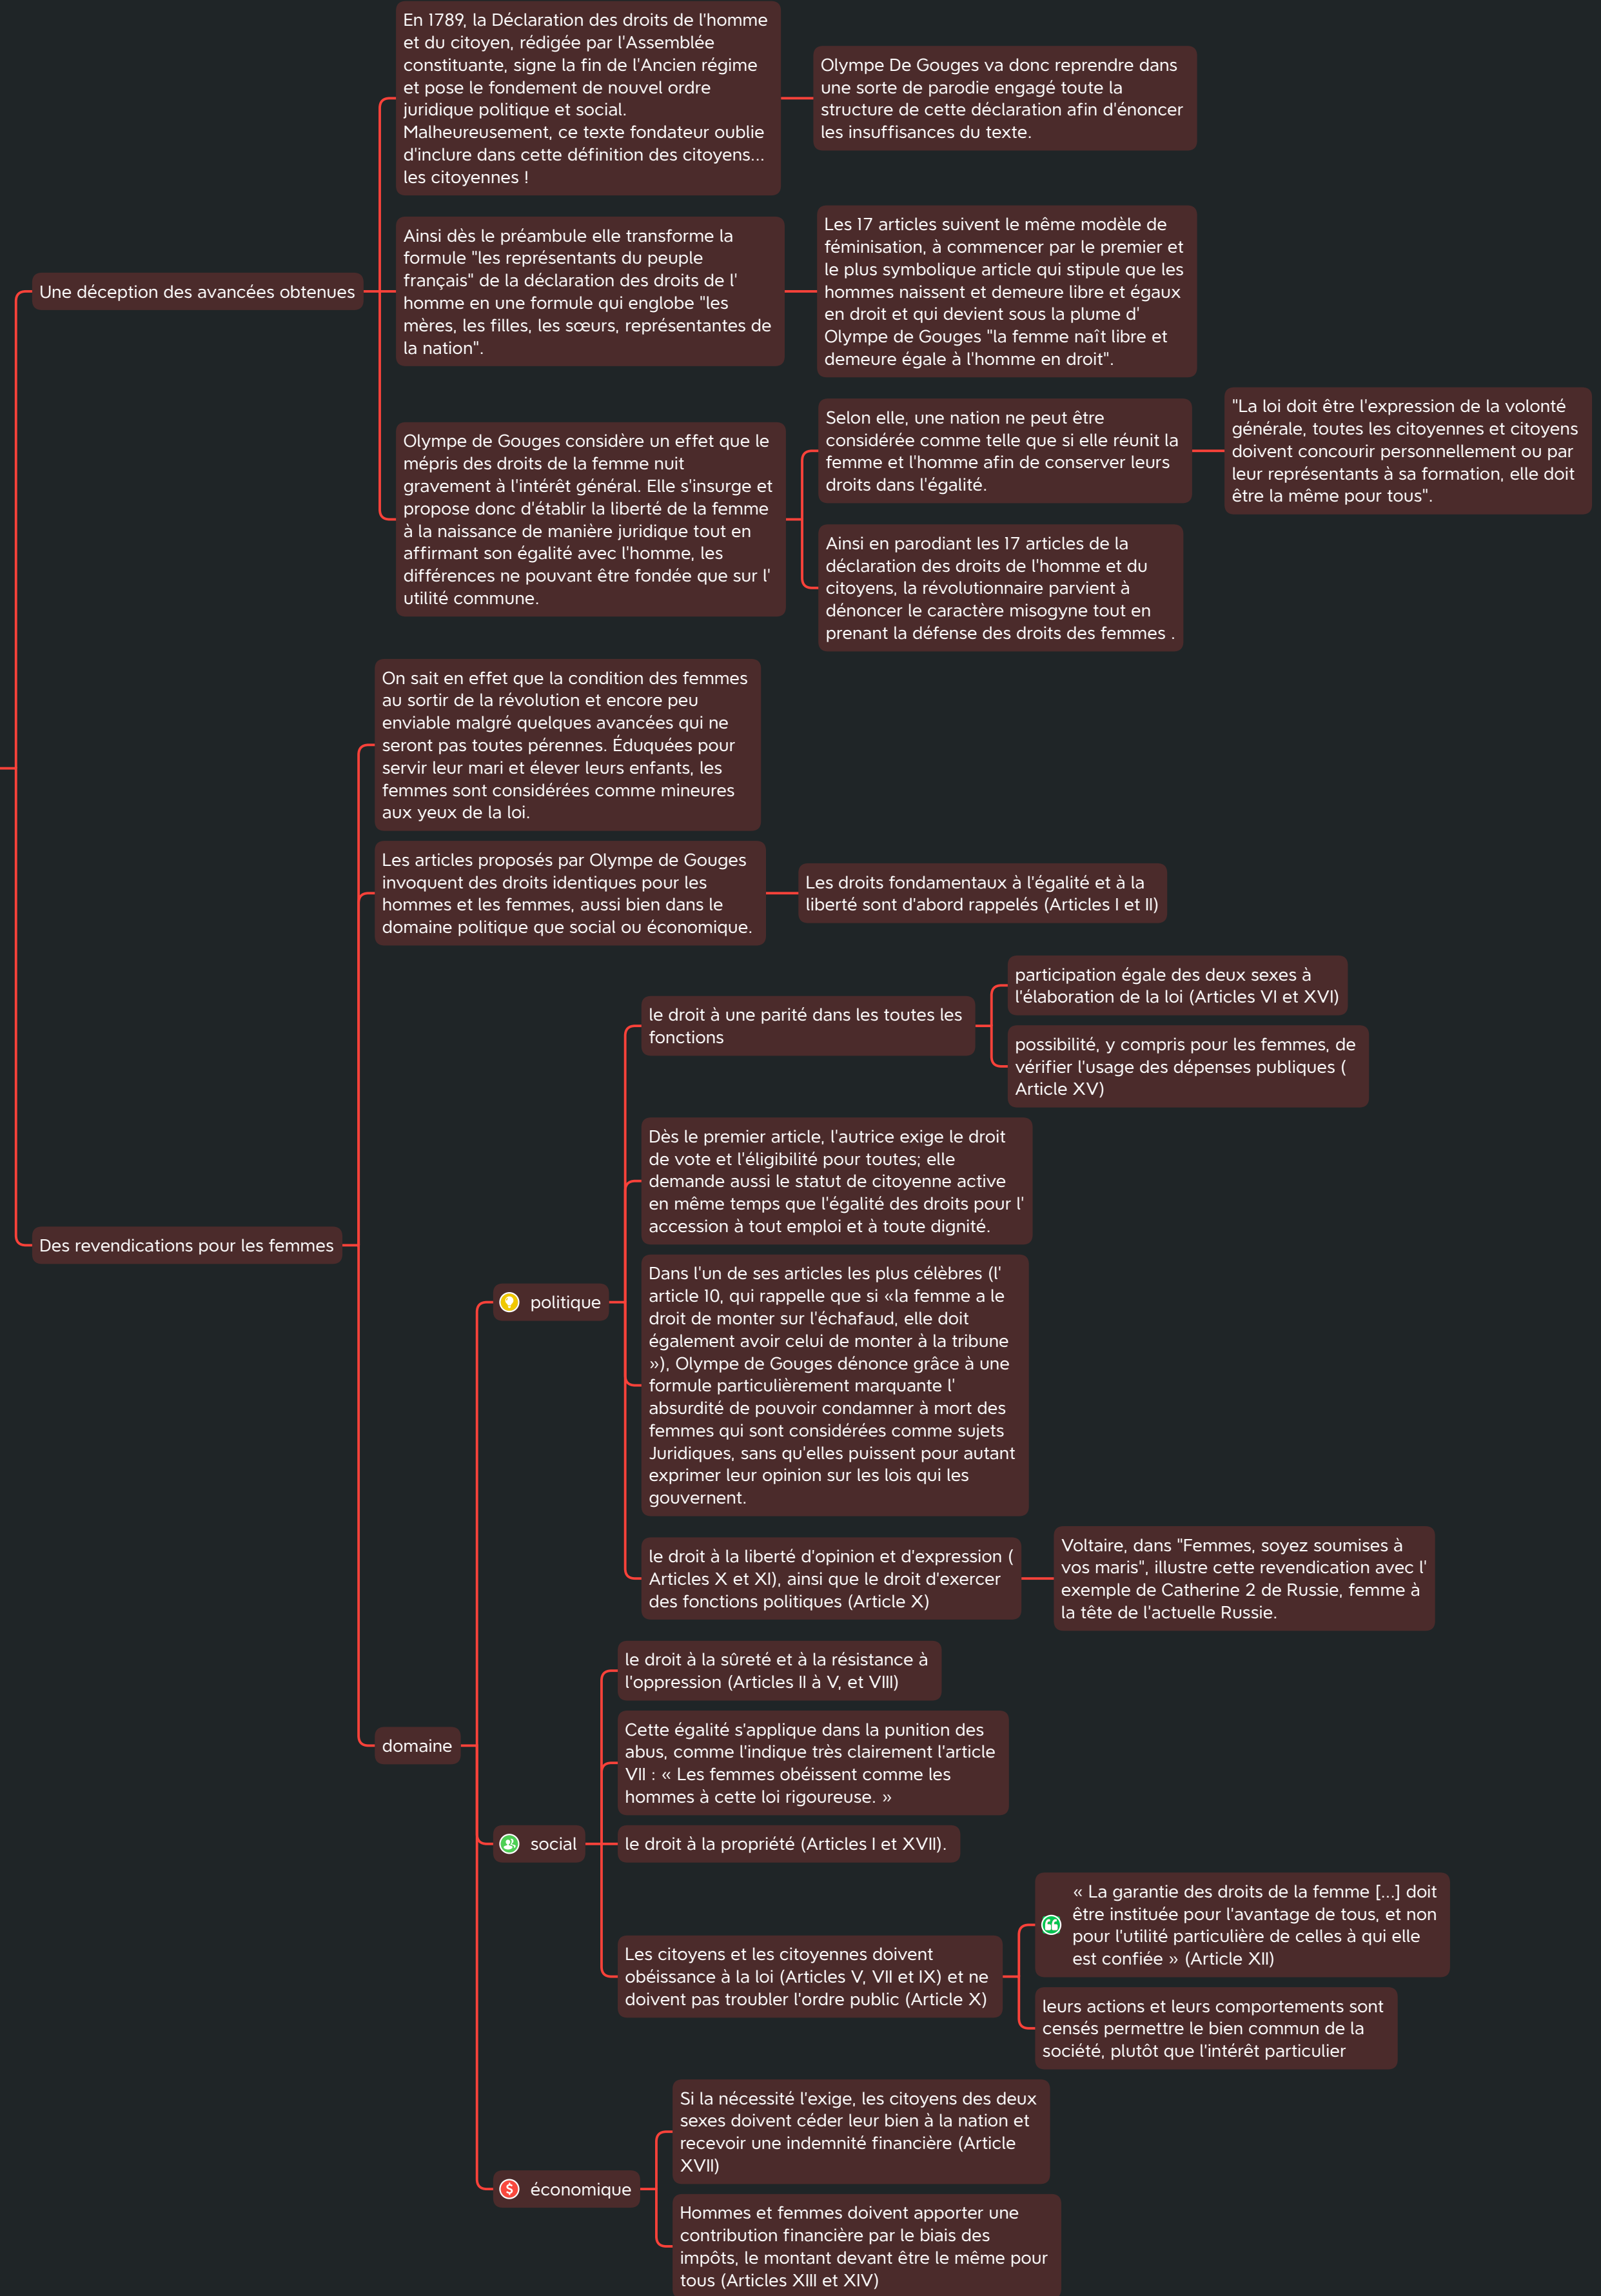 En 1789, la Déclaration des droits de l'homme
et du citoyen, rédigée par l'Assemblée
constituante, signe la fin de l'Ancien régime
et pose le fondement de nouvel ordre
juridique politique et social.
Malheureusement, ce texte fondateur oublie
d'inclure dans cette définition des citoyens...
les citoyennes !
Olympe De Gouges va donc reprendre dans
une sorte de parodie engagé toute la
structure de cette déclaration afin d'énoncer
les insuffisances du texte.
Une déception des avancées obtenues
Ainsi dès le préambule elle transforme la
formule "les représentants du peuple
français" de la déclaration des droits de l'
homme en une formule qui englobe "les
mères, les filles, les sœurs, représentantes de
la nation".
Les 17 articles suivent le même modèle de
féminisation, à commencer par le premier et
le plus symbolique article qui stipule que les
hommes naissent et demeure libre et égaux
en droit et qui devient sous la plume d'
Olympe de Gouges "la femme naît libre et
demeure égale à l'homme en droit".
Olympe de Gouges considère un effet que le
mépris des droits de la femme nuit
gravement à l'intérêt général. Elle s'insurge et
propose donc d'établir la liberté de la femme
à la naissance de manière juridique tout en
affirmant son égalité avec l'homme, les
différences ne pouvant être fondée que sur l'
utilité commune.
Selon elle, une nation ne peut être
considérée comme telle que si elle réunit la
femme et l'homme afin de conserver leurs
droits dans l'égalité.
"La loi doit être l'expression de la volonté
générale, toutes les citoyennes et citoyens
doivent concourir personnellement ou par
leur représentants à sa formation, elle doit
être la même pour tous".
Ainsi en parodiant les 17 articles de la
déclaration des droits de l'homme et du
citoyens, la révolutionnaire parvient à
dénoncer le caractère misogyne tout en
prenant la défense des droits des femmes .
Des revendications pour les femmes
On sait en effet que la condition des femmes
au sortir de la révolution et encore peu
enviable malgré quelques avancées qui ne
seront pas toutes pérennes. Éduquées pour
servir leur mari et élever leurs enfants, les
femmes sont considérées comme mineures
aux yeux de la loi.
Les articles proposés par Olympe de Gouges
invoquent des droits identiques pour les
hommes et les femmes, aussi bien dans le
domaine politique que social ou économique.
Les droits fondamentaux à l'égalité et à la
liberté sont d'abord rappelés (Articles I et II)
domaine
politique
le droit à une parité dans les toutes les
fonctions
participation égale des deux sexes à
l'élaboration de la loi (Articles VI et XVI)
possibilité, y compris pour les femmes, de
vérifier l'usage des dépenses publiques (
Article XV)
Dès le premier article, l'autrice exige le droit
de vote et l'éligibilité pour toutes; elle
demande aussi le statut de citoyenne active
en même temps que l'égalité des droits pour l'
accession à tout emploi et à toute dignité.
Dans l'un de ses articles les plus célèbres (l'
article 10, qui rappelle que si «la femme a le
droit de monter sur l'échafaud, elle doit
également avoir celui de monter à la tribune
»), Olympe de Gouges dénonce grâce à une
formule particulièrement marquante l'
absurdité de pouvoir condamner à mort des
femmes qui sont considérées comme sujets
Juridiques, sans qu'elles puissent pour autant
exprimer leur opinion sur les lois qui les
gouvernent.
le droit à la liberté d'opinion et d'expression (
Articles X et XI), ainsi que le droit d'exercer
des fonctions politiques (Article X)
Voltaire, dans "Femmes, soyez soumises à
vos maris", illustre cette revendication avec l'
exemple de Catherine 2 de Russie, femme à
la tête de l'actuelle Russie.
social
le droit à la sûreté et à la résistance à
l'oppression (Articles II à V, et VIII)
Cette égalité s'applique dans la punition des
abus, comme l'indique très clairement l'article
VII : « Les femmes obéissent comme les
hommes à cette loi rigoureuse. »
le droit à la propriété (Articles I et XVII).
Les citoyens et les citoyennes doivent
obéissance à la loi (Articles V, VII et IX) et ne
doivent pas troubler l'ordre public (Article X)
« La garantie des droits de la femme [...] doit
être instituée pour l'avantage de tous, et non
pour l'utilité particulière de celles à qui elle
est confiée » (Article XII)
leurs actions et leurs comportements sont
censés permettre le bien commun de la
société, plutôt que l'intérêt particulier
économique
Si la nécessité l'exige, les citoyens des deux
sexes doivent céder leur bien à la nation et
recevoir une indemnité financière (Article
XVII)
Hommes et femmes doivent apporter une
contribution financière par le biais des
impôts, le montant devant être le même pour
tous (Articles XIII et XIV)